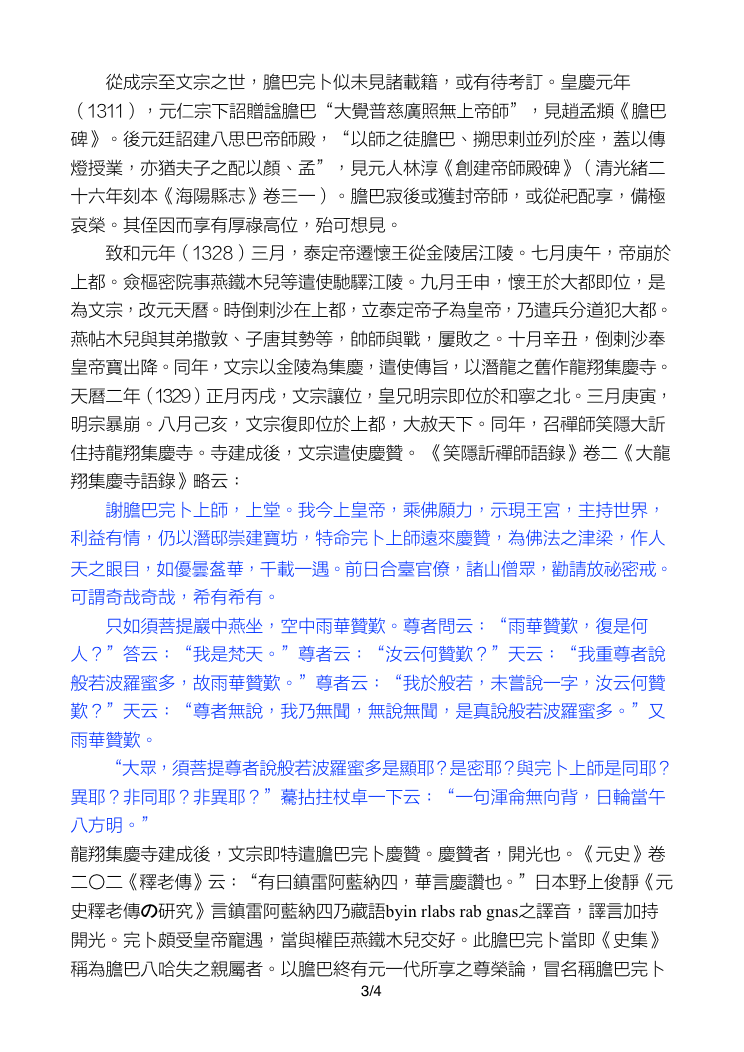 從成宗至文宗之世，膽巴完卜似未見諸載籍，或有待考訂。皇慶元年
（1311），元仁宗下詔贈諡膽巴“大覺普慈廣照無上帝師”，見趙孟頫《膽巴
碑》。後元廷詔建八思巴帝師殿，“以師之徒膽巴、搠思剌並列於座，蓋以傳
燈授業，亦猶夫子之配以顏、孟”，見元人林淳《創建帝師殿碑》（清光緒二
十六年刻本《海陽縣志》卷三一）。膽巴寂後或獲封帝師，或從祀配享，備極
哀榮。其侄因而享有厚祿高位，殆可想見。
致和元年（1328）三月，泰定帝遷懷王從金陵居江陵。七月庚午，帝崩於
上都。僉樞密院事燕鐵木兒等遣使馳驛江陵。九月壬申，懷王於大都即位，是
為文宗，改元天曆。時倒剌沙在上都，立泰定帝子為皇帝，乃遣兵分道犯大都。
燕帖木兒與其弟撒敦、子唐其勢等，帥師與戰，屢敗之。十月辛丑，倒剌沙奉
皇帝寶出降。同年，文宗以金陵為集慶，遣使傳旨，以潛龍之舊作龍翔集慶寺。
天曆二年（1329）正月丙戌，文宗讓位，皇兄明宗即位於和寧之北。三月庚寅，
明宗暴崩。八月己亥，文宗復即位於上都，大赦天下。同年，召禪師笑隱大訢
住持龍翔集慶寺。寺建成後，文宗遣使慶贊。《笑隱訢禪師語錄》卷二《大龍
翔集慶寺語錄》略云：
謝膽巴完卜上師，上堂。我今上皇帝，乘佛願力，示現王宮，主持世界，
利益有情，仍以潛邸崇建寶坊，特命完卜上師遠來慶贊，為佛法之津梁，作人
天之眼目，如優曇盋華，千載一遇。前日合臺官僚，諸山僧眾，勸請放祕密戒。
可謂奇哉奇哉，希有希有。
只如須菩提巖中燕坐，空中雨華贊歎。尊者問云：“雨華贊歎，復是何
人？”答云：“我是梵天。”尊者云：“汝云何贊歎？”天云：“我重尊者說
般若波羅蜜多，故雨華贊歎。”尊者云：“我於般若，未嘗說一字，汝云何贊
歎？”天云：“尊者無說，我乃無聞，無說無聞，是真說般若波羅蜜多。”又
雨華贊歎。
“大眾，須菩提尊者說般若波羅蜜多是顯耶？是密耶？與完卜上師是同耶？
異耶？非同耶？非異耶？”驀拈拄杖卓一下云：“一句渾侖無向背，日輪當午
八方明。”
龍翔集慶寺建成後，文宗即特遣膽巴完卜慶贊。慶贊者，開光也。《元史》卷
二〇二《釋老傳》云：“有曰鎮雷阿藍納四，華言慶讚也。”日本野上俊靜《元
史釋老傳の研究》言鎮雷阿藍納四乃藏語byin rlabs rab gnas之譯音，譯言加持
開光。完卜頗受皇帝寵遇，當與權臣燕鐵木兒交好。此膽巴完卜當即《史集》
稱為膽巴八哈失之親屬者。以膽巴終有元一代所享之尊榮論，冒名稱膽巴完卜
3/4